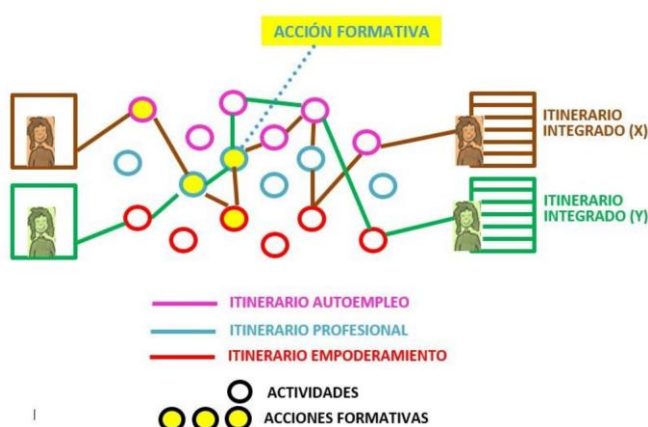 ACCIÓN FORMATIVA
ITINERARIO
INTEGRADO (X)
ITINERARIO
INTEGRADO (Y)
ITINERARIO AUTOEMPLEO
ITINERARIO PROFESIONAL
ITINERARIO EMPODERAMIENTO
ACTIVIDADES
ACCIONES FORMATIVAS